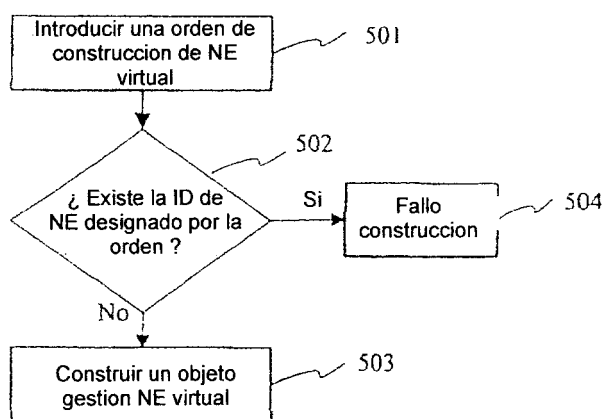 Introducir una orden de
construccion de NE
virtual
501
502
¿ Existe la ID de
NE designado por la
orden ?
Si
Fallo
construccion
504
No
Construir un objeto
gestion NE virtual
503